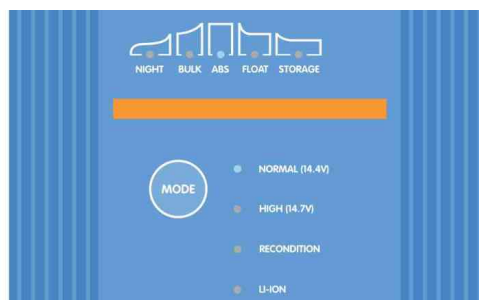 NIGHT BULK ABS FLOAT STORAGE
NORMAL (14.4V)
MODE
HIGH (14.7V)
RECONDITION
LI-ION